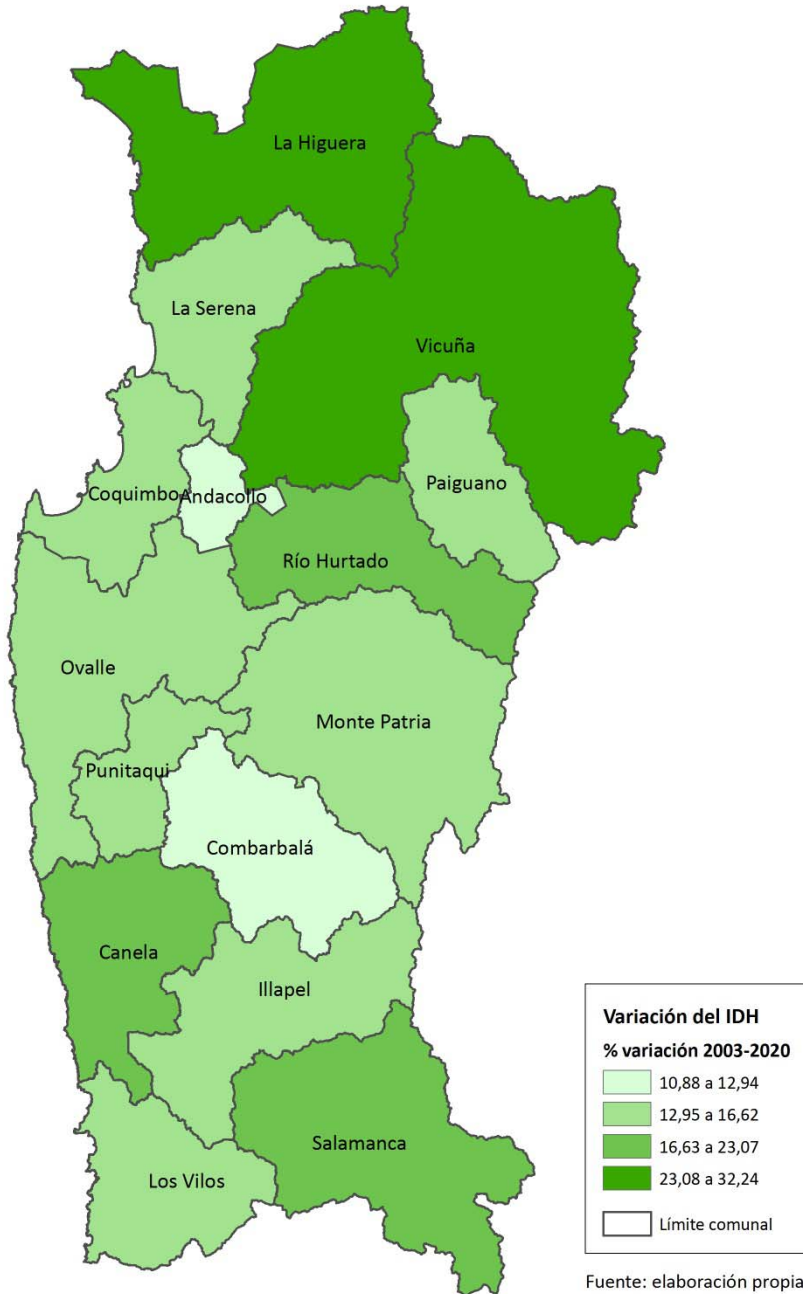 La Higuera
La Serena
Vicuña
Coquimbo
Andacollo
Paiguano
Río Hurtado
Ovalle
Monte Patria
Punitaqui
Combarbalá
Canela
Illapel
Salamanca
Los Vilos
Variación del IDH
% variación 2003-2020
10,88 a 12,94
12,95 a 16,62
16,63 a 23,07
23,08 a 32,24
Límite comunal
Fuente: elaboración propia